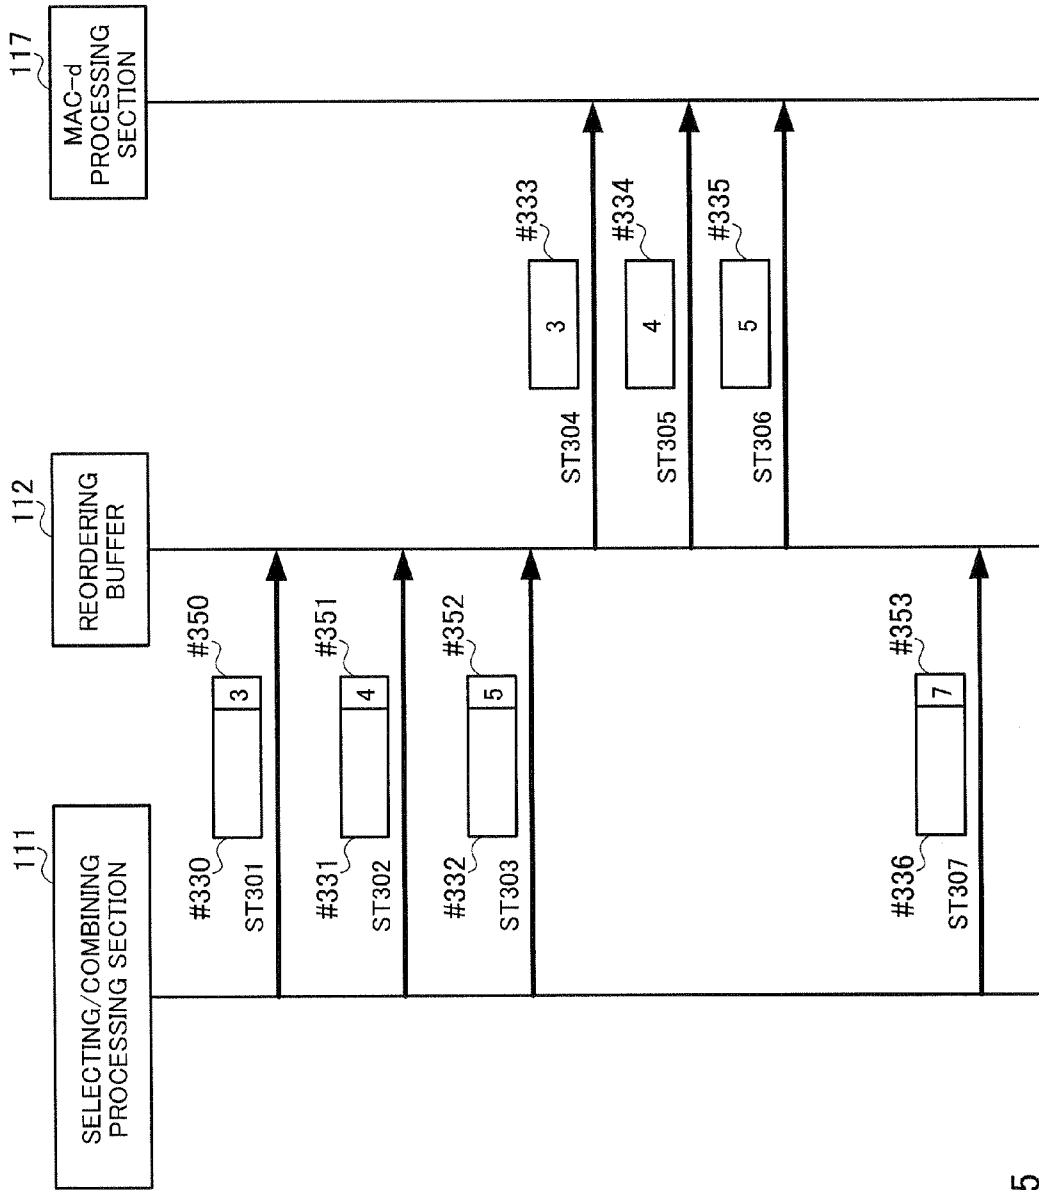 111
SELECTING/COMBINING
PROCESSING SECTION
112
REORDERING
BUFFER
117
MAC-d
PROCESSING
SECTION
#330
3
#350
ST301
#331
4
#351
ST302
#332
5
#352
ST303
3
#333
ST304
4
#334
ST305
5
#335
ST306
#336
7
#353
ST307
5